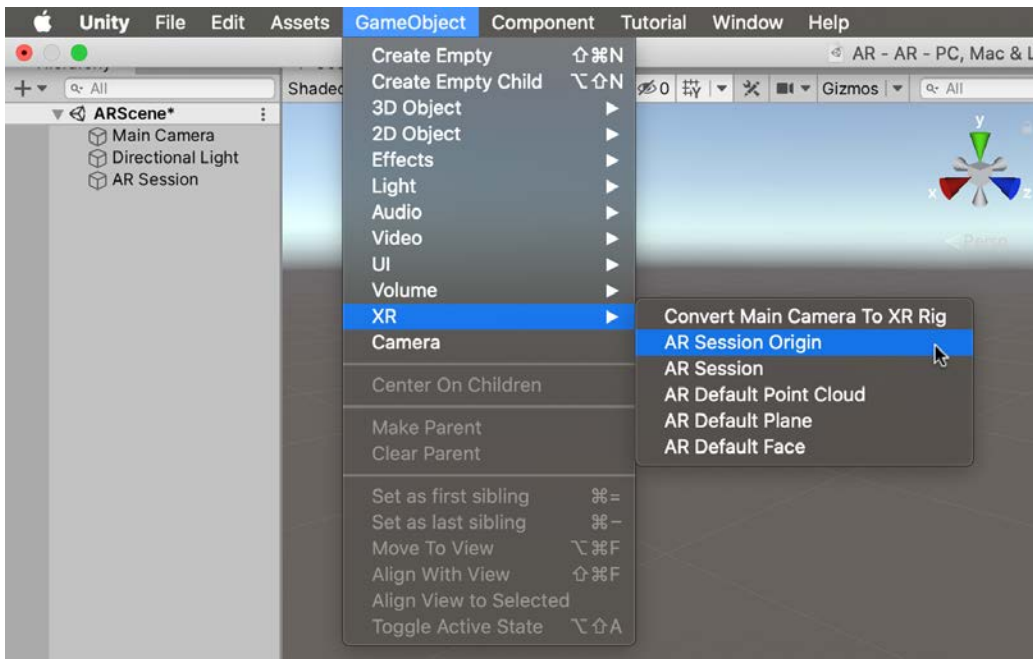 Unity File Edit Assets GameObject Component Tutorial Window Help
AR - AR - PC, Mac & L
All
Shaded
0
Gizmos
All
ARScene*
Main Camera
Directional Light
AR Session
Create Empty ⇧⌘N
Create Empty Child ⌥⇧N
3D Object
2D Object
Effects
Light
Audio
Video
UI
Volume
XR
Camera
Center On Children
Make Parent
Clear Parent
Set as first sibling ⌘=
Set as last sibling ⌘-
Move To View ⌥⌘F
Align With View ⇧⌘F
Align View to Selected
Toggle Active State ⌥⇧A
Convert Main Camera To XR Rig
AR Session Origin
AR Session
AR Default Point Cloud
AR Default Plane
AR Default Face
y
x
z
Persp